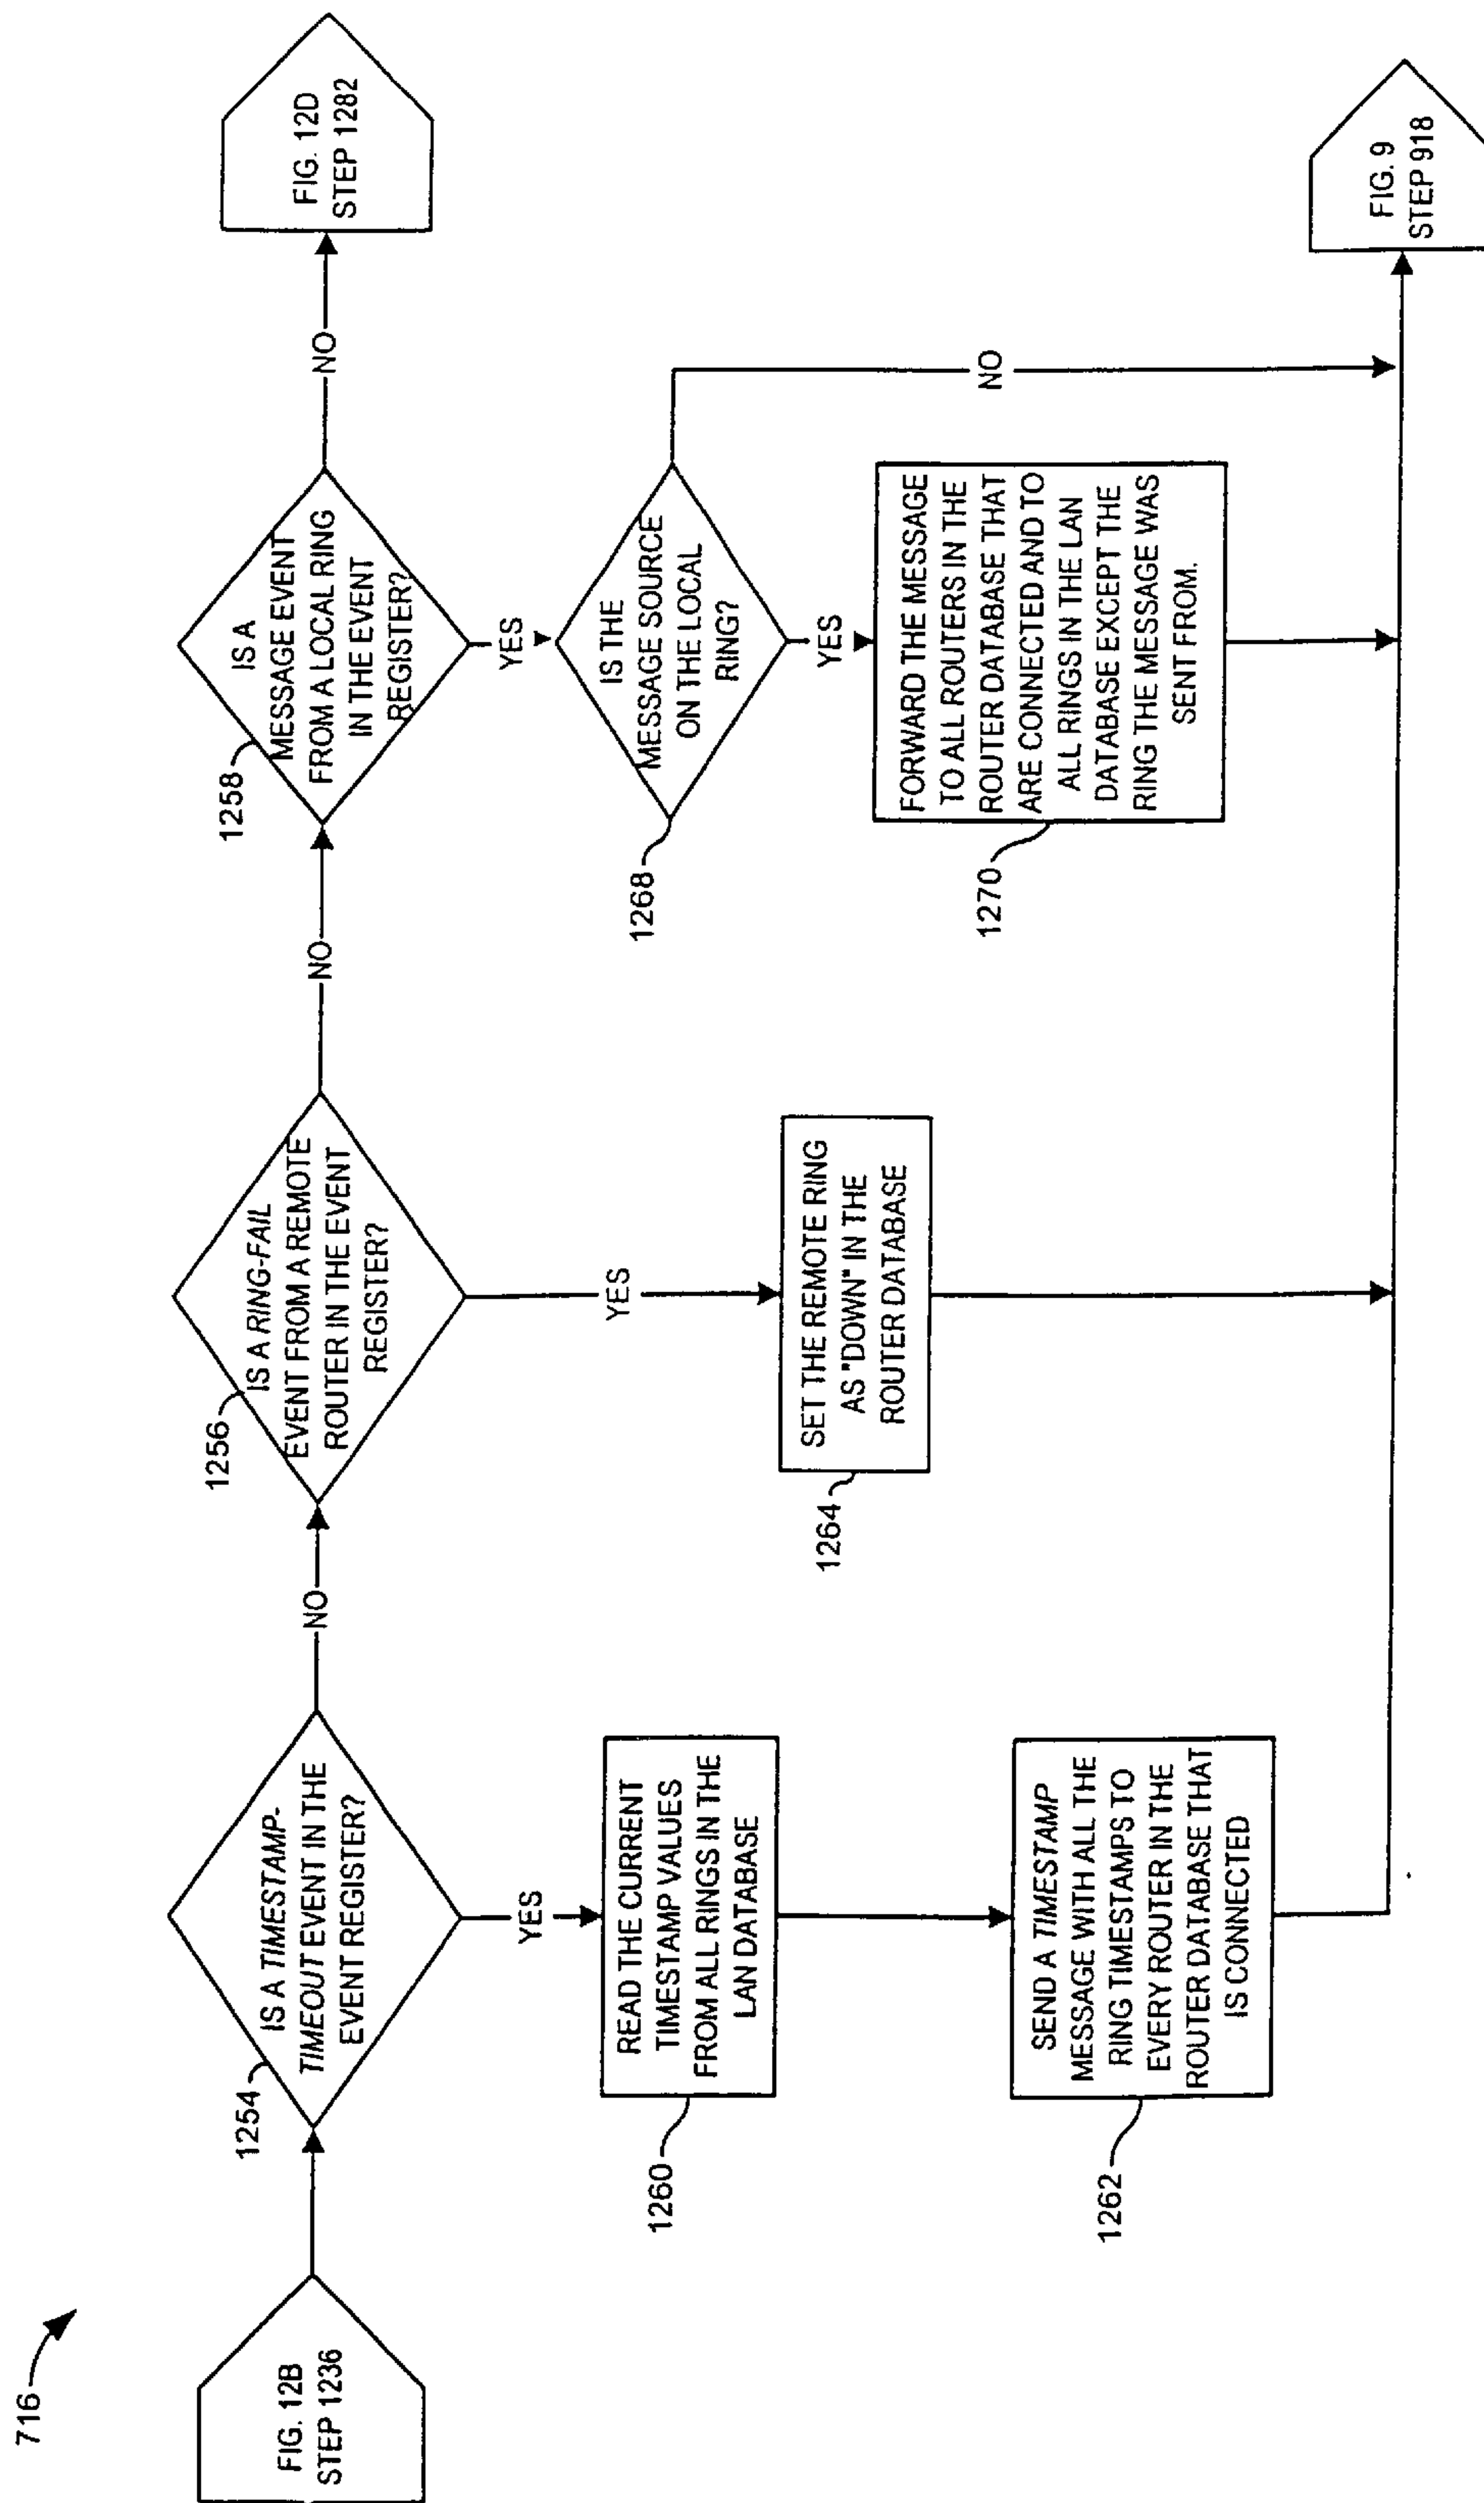 716
FIG. 12B
STEP 1236
1254
IS A TIMESTAMP-
TIMEOUT EVENT IN THE
EVENT REGISTER?
NO
YES
1260
READ THE CURRENT
TIMESTAMP VALUES
FROM ALL RINGS IN THE
LAN DATABASE
1262
SEND A TIMESTAMP
MESSAGE WITH ALL THE
RING TIMESTAMPS TO
EVERY ROUTER IN THE
ROUTER DATABASE THAT
IS CONNECTED
1256
IS A RING-FAIL
EVENT FROM A REMOTE
ROUTER IN THE EVENT
REGISTER?
NO
YES
1264
SET THE REMOTE RING
AS "DOWN" IN THE
ROUTER DATABASE
1258
IS A
MESSAGE EVENT
FROM A LOCAL RING
IN THE EVENT
REGISTER?
NO
YES
1268
IS THE
MESSAGE SOURCE
ON THE LOCAL
RING?
NO
YES
1270
FORWARD THE MESSAGE
TO ALL ROUTERS IN THE
ROUTER DATABASE THAT
ARE CONNECTED AND TO
ALL RINGS IN THE LAN
DATABASE EXCEPT THE
RING THE MESSAGE WAS
SENT FROM.
FIG. 12D
STEP 1282
FIG. 9
STEP 918